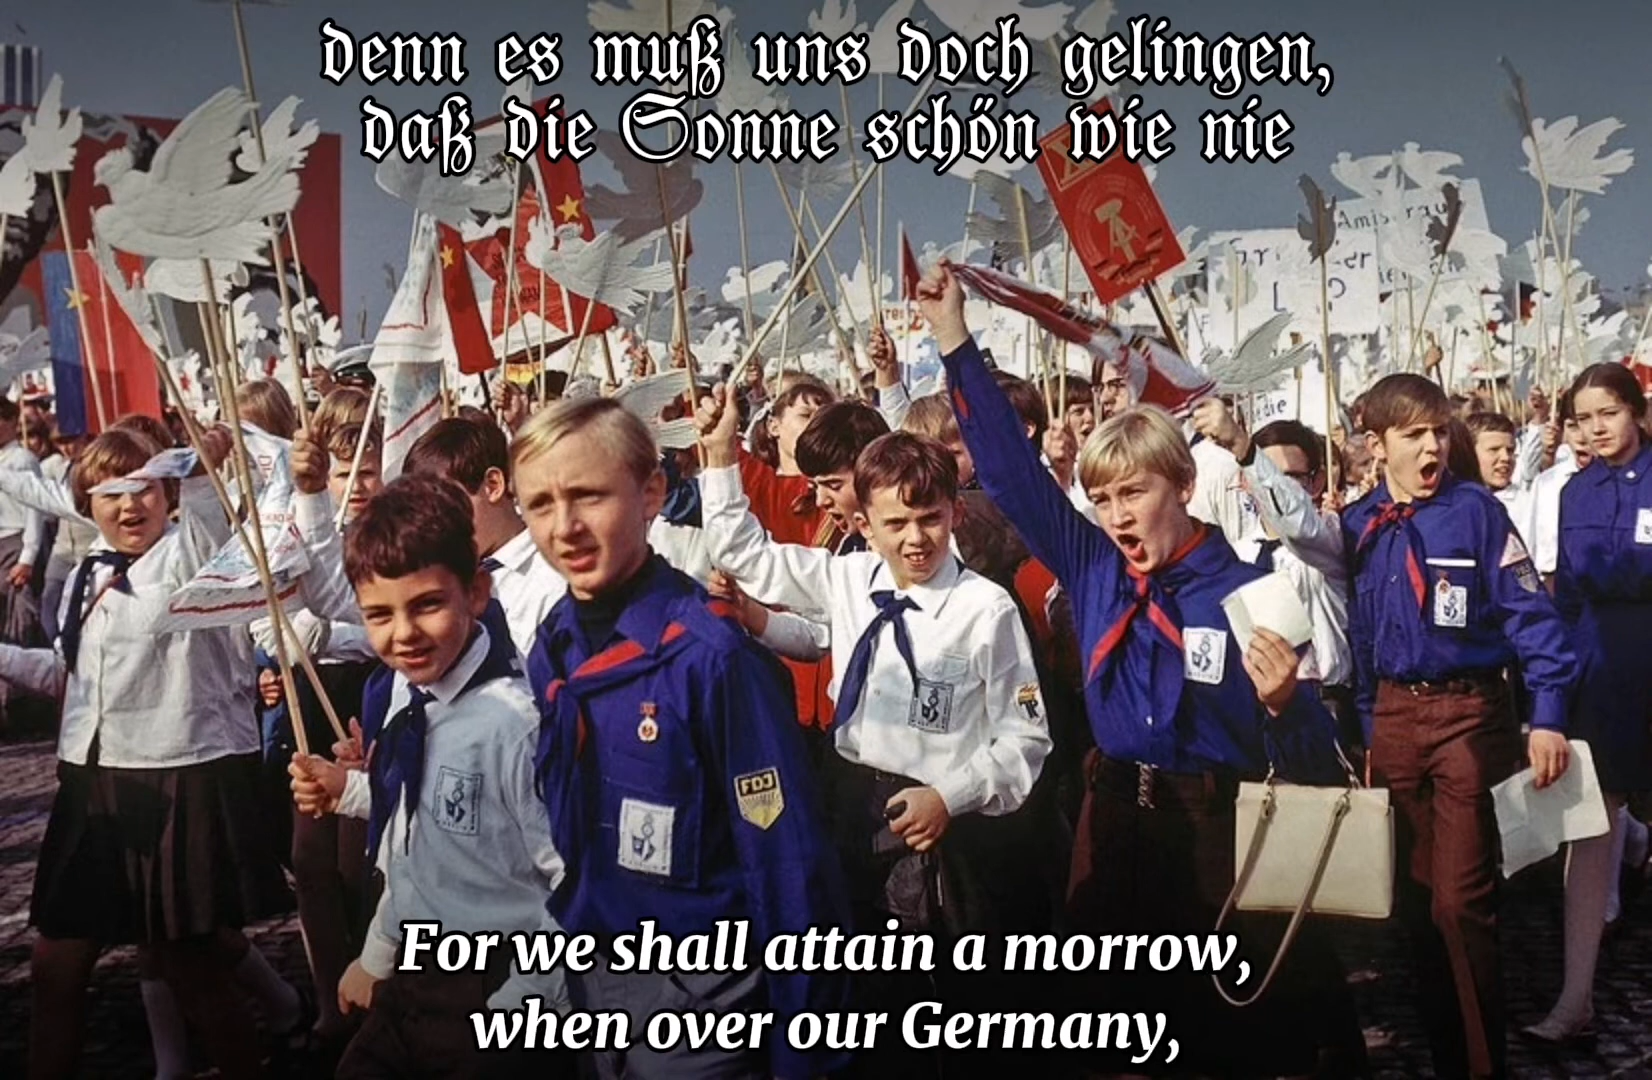 denn es muß uns doch gelingen,
daß die Sonne schön wie nie
XX
FDJ
For we shall attain a morrow,
when over our Germany,